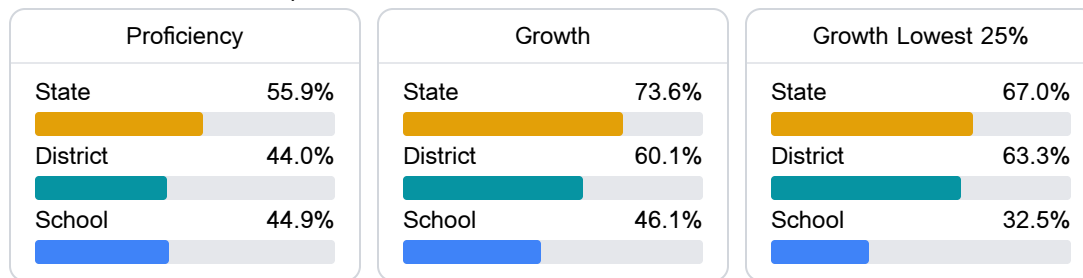 Proficiency
State 55.9%
District 44.0%
School 44.9%
Growth
State 73.6%
District 60.1%
School 46.1%
Growth Lowest 25%
State 67.0%
District 63.3%
School 32.5%